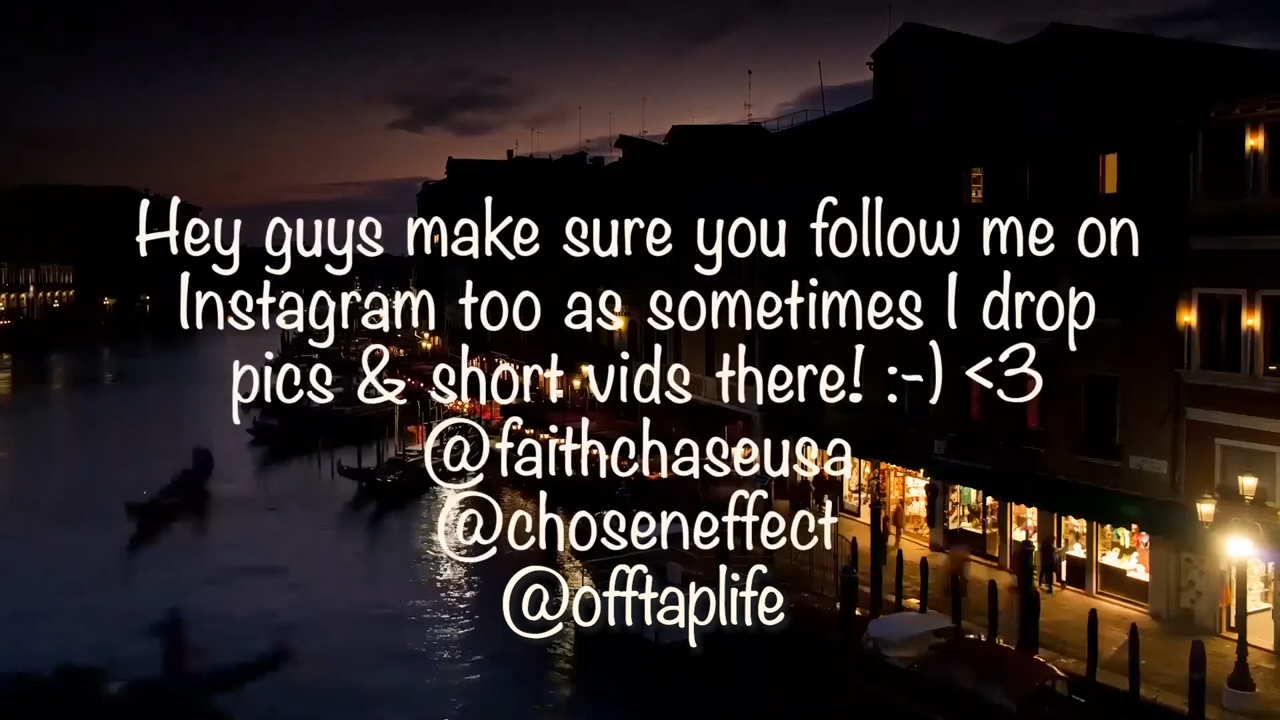 Hey guys make sure you follow me on
Instagram too as sometimes I drop
pics & short vids there! :-) <3
@faithchaseusa
@choseneffect
@offtaplife